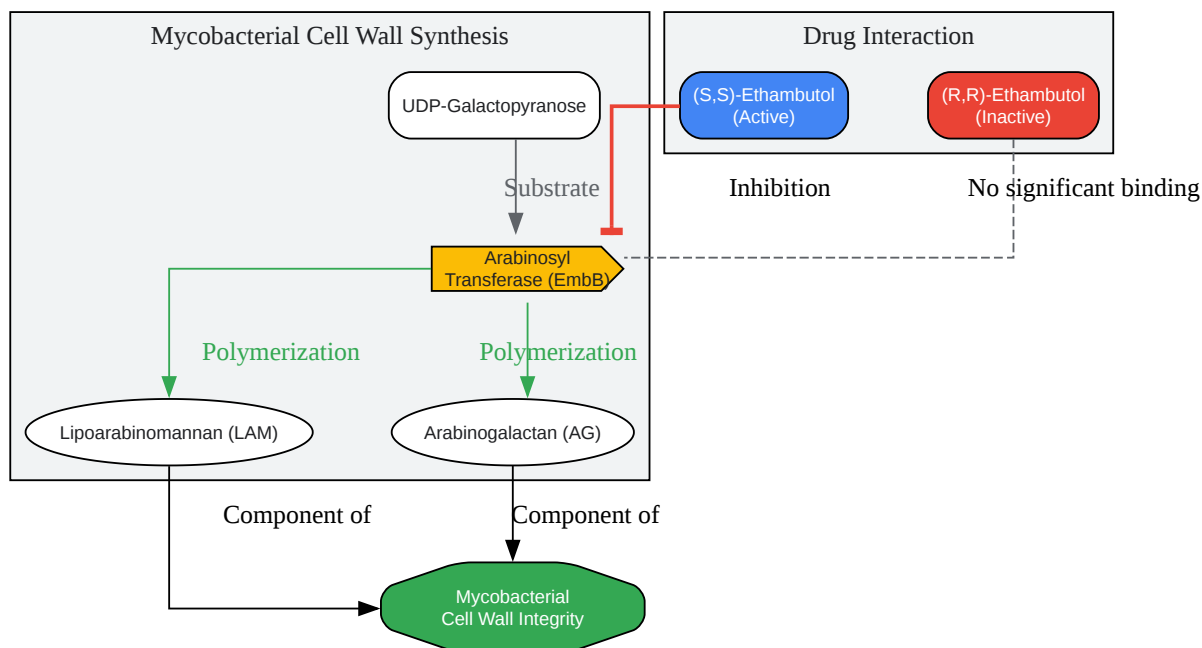 Mycobacterial Cell Wall Synthesis
Drug Interaction
UDP-Galactopyranose
(S,S)-Ethambutol
(Active)
(R,R)-Ethambutol
(Inactive)
Substrate
Inhibition
No significant binding
Arabinosyl
Transferase (EmbB)
Polymerization
Polymerization
Lipoarabinomannan (LAM)
Arabinogalactan (AG)
Component of
Component of
Mycobacterial
Cell Wall Integrity